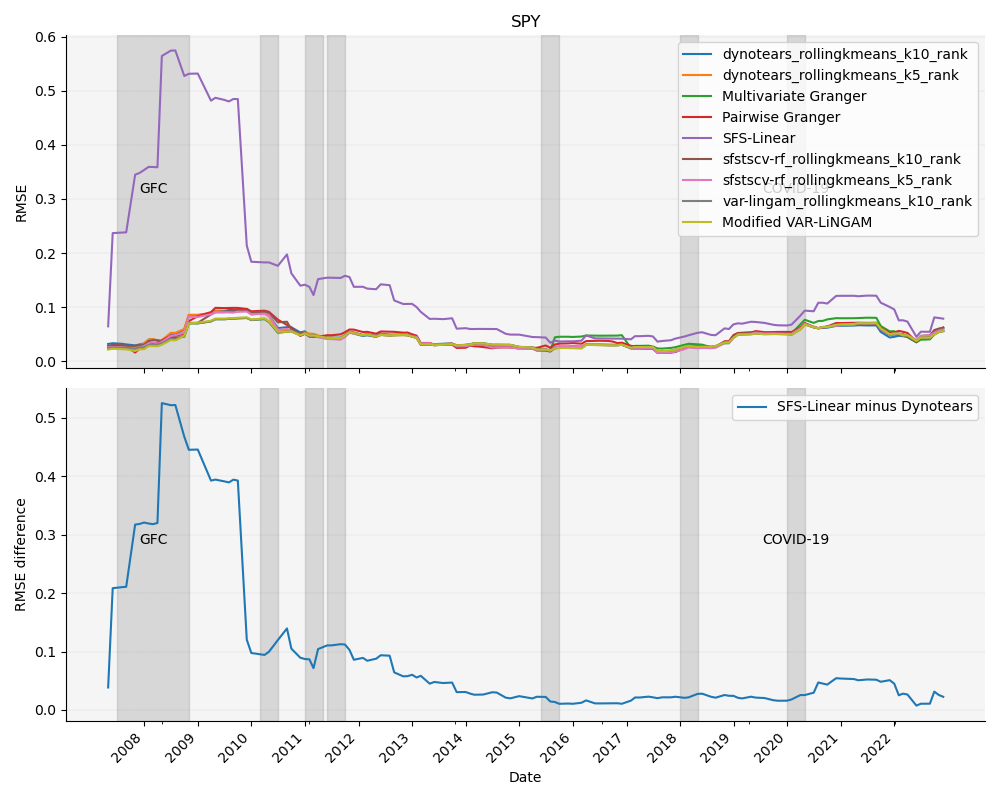 SPY
0.6
0.5
0.4
0.3
0.2
0.1
0.0
RMSE
GFC
COVID-19
dynotears_rollingkmeans_k10_rank
dynotears_rollingkmeans_k5_rank
Multivariate Granger
Pairwise Granger
SFS-Linear
sfstscv-rf_rollingkmeans_k10_rank
sfstscv-rf_rollingkmeans_k5_rank
var-lingam_rollingkmeans_k10_rank
Modified VAR-LiNGAM
0.5
0.4
0.3
0.2
0.1
0.0
RMSE difference
GFC
COVID-19
SFS-Linear minus Dynotears
2008
2009
2010
2011
2012
2013
2014
2015
2016
2017
2018
2019
2020
2021
2022
Date